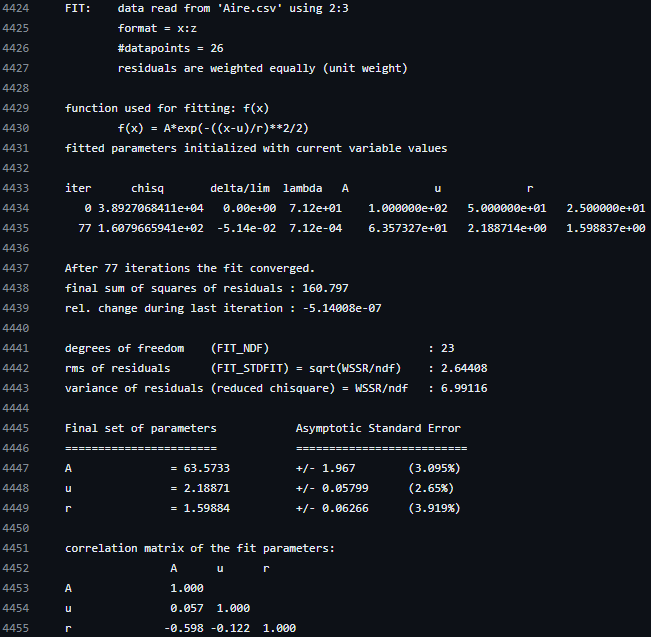 4424 FIT: data read from 'Aire.csv' using 2:3
4425 format = x:z
4426 #datapoints = 26
4427 residuals are weighted equally (unit weight)
4428
4429 function used for fitting: f(x)
4430 f(x) = A*exp(-((x-u)/r)**2/2)
4431 fitted parameters initialized with current variable values
4432
4433 iter chisq delta/lim lambda A u r
4434 0 3.8927068411e+04 0.00e+00 7.12e+01 1.000000e+02 5.000000e+01 2.500000e+01
4435 77 1.6079665941e+02 -5.14e-02 7.12e-04 6.357327e+01 2.188714e+00 1.598837e+00
4436
4437 After 77 iterations the fit converged.
4438 final sum of squares of residuals : 160.797
4439 rel. change during last iteration : -5.14008e-07
4440
4441 degrees of freedom (FIT_NDF) : 23
4442 rms of residuals (FIT_STDFIT) = sqrt(WSSR/ndf) : 2.64408
4443 variance of residuals (reduced chisquare) = WSSR/ndf : 6.99116
4444
4445 Final set of parameters Asymptotic Standard Error
4446 ======================= ==========================
4447 A = 63.5733 +/- 1.967 (3.095%)
4448 u = 2.18871 +/- 0.05799 (2.65%)
4449 r = 1.59884 +/- 0.06266 (3.919%)
4450
4451 correlation matrix of the fit parameters:
4452 A u r
4453 A 1.000
4454 u 0.057 1.000
4455 r -0.598 -0.122 1.000